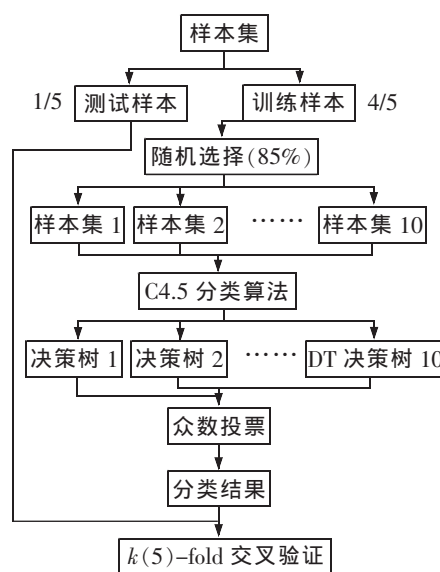 样本集
1/5 测试样本 训练样本 4/5
随机选择(85%)
样本集 1 样本集 2 …… 样本集 10
C4.5 分类算法
决策树 1 决策树 2 …… DT 决策树 10
众数投票
分类结果
k(5)-fold 交叉验证